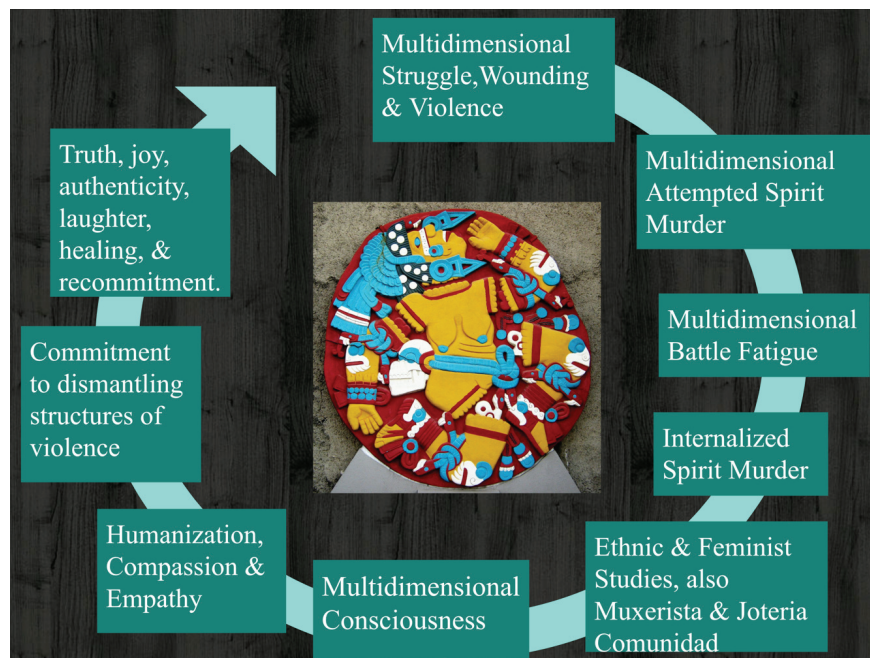 Multidimensional
Struggle,Wounding
& Violence
Multidimensional
Attempted Spirit
Murder
Multidimensional
Battle Fatigue
Internalized
Spirit Murder
Ethnic & Feminist
Studies, also
Muxerista & Joteria
Comunidad
Multidimensional
Consciousness
Humanization,
Compassion &
Empathy
Commitment
to dismantling
structures of
violence
Truth, joy,
authenticity,
laughter,
healing, &
recommitment.